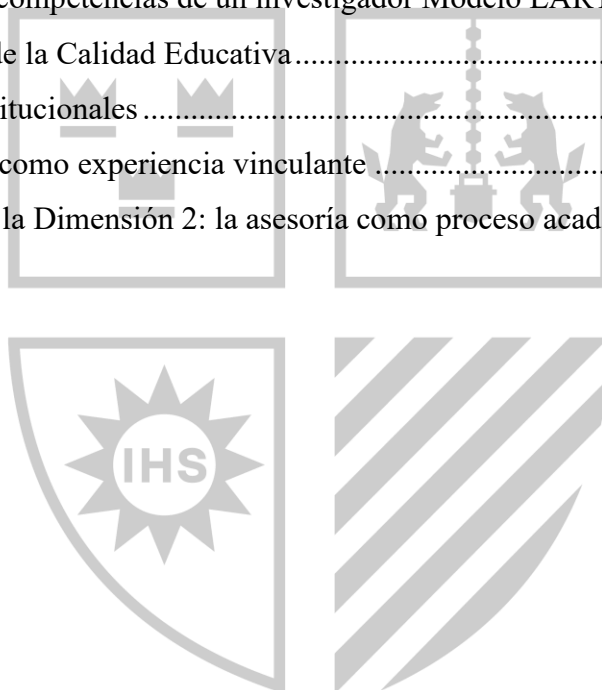 competencias de un investigador Modelo
de la Calidad Educativa..............................................
itucionales..............................................
como experiencia vinculante..............................................
la Dimensión 2: la asesoría como proceso acad
IHS